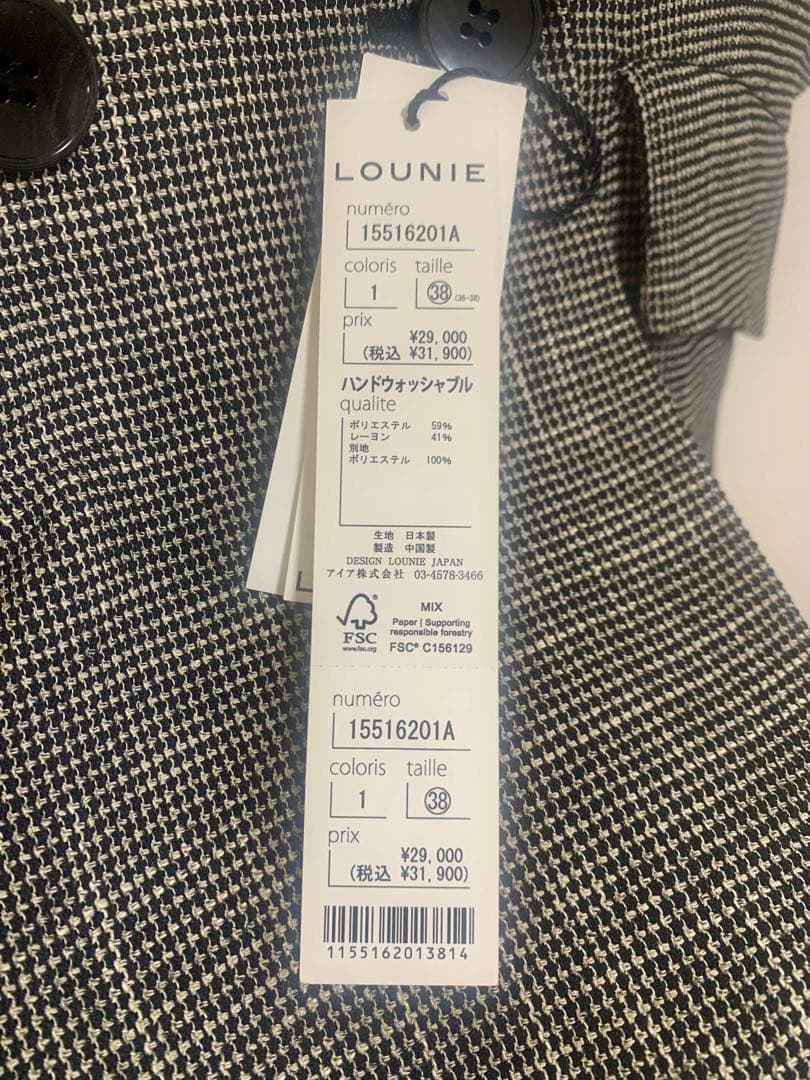 LOUNIE
numéro
15516201A
coloris taille
1 ㊳ (36-38)
prix
¥29,000
(税込 ¥31,900)
ハンドウォッシャブル
qualite
ポリエステル 59%
レーヨン 41%
別地
ポリエステル 100%
生地 日本製
製造 中国製
DESIGN LOUNIE JAPAN
アイア株式会社 03-4578-3466
MIX
Paper | Supporting
responsible forestry
FSC® C156129
FSC
www.fsc.org
L
numéro
15516201A
coloris taille
1 ㊳
prix
¥29,000
(税込 ¥31,900)
1155162013814